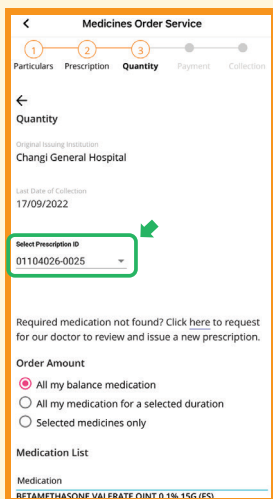 Medicines Order Service
1 2 3
Particulars Prescription Quantity Payment Collection
Quantity
Original Issuing Institution
Changi General Hospital
Last Date of Collection
17/09/2022
Select Prescription ID
01104026-0025
Required medication not found? Click here to request
for our doctor to review and issue a new prescription.
Order Amount
All my balance medication
All my medication for a selected duration
Selected medicines only
Medication List
Medication
BETAMETHASONE VALERATE OINT 0.1% 15G (FS)